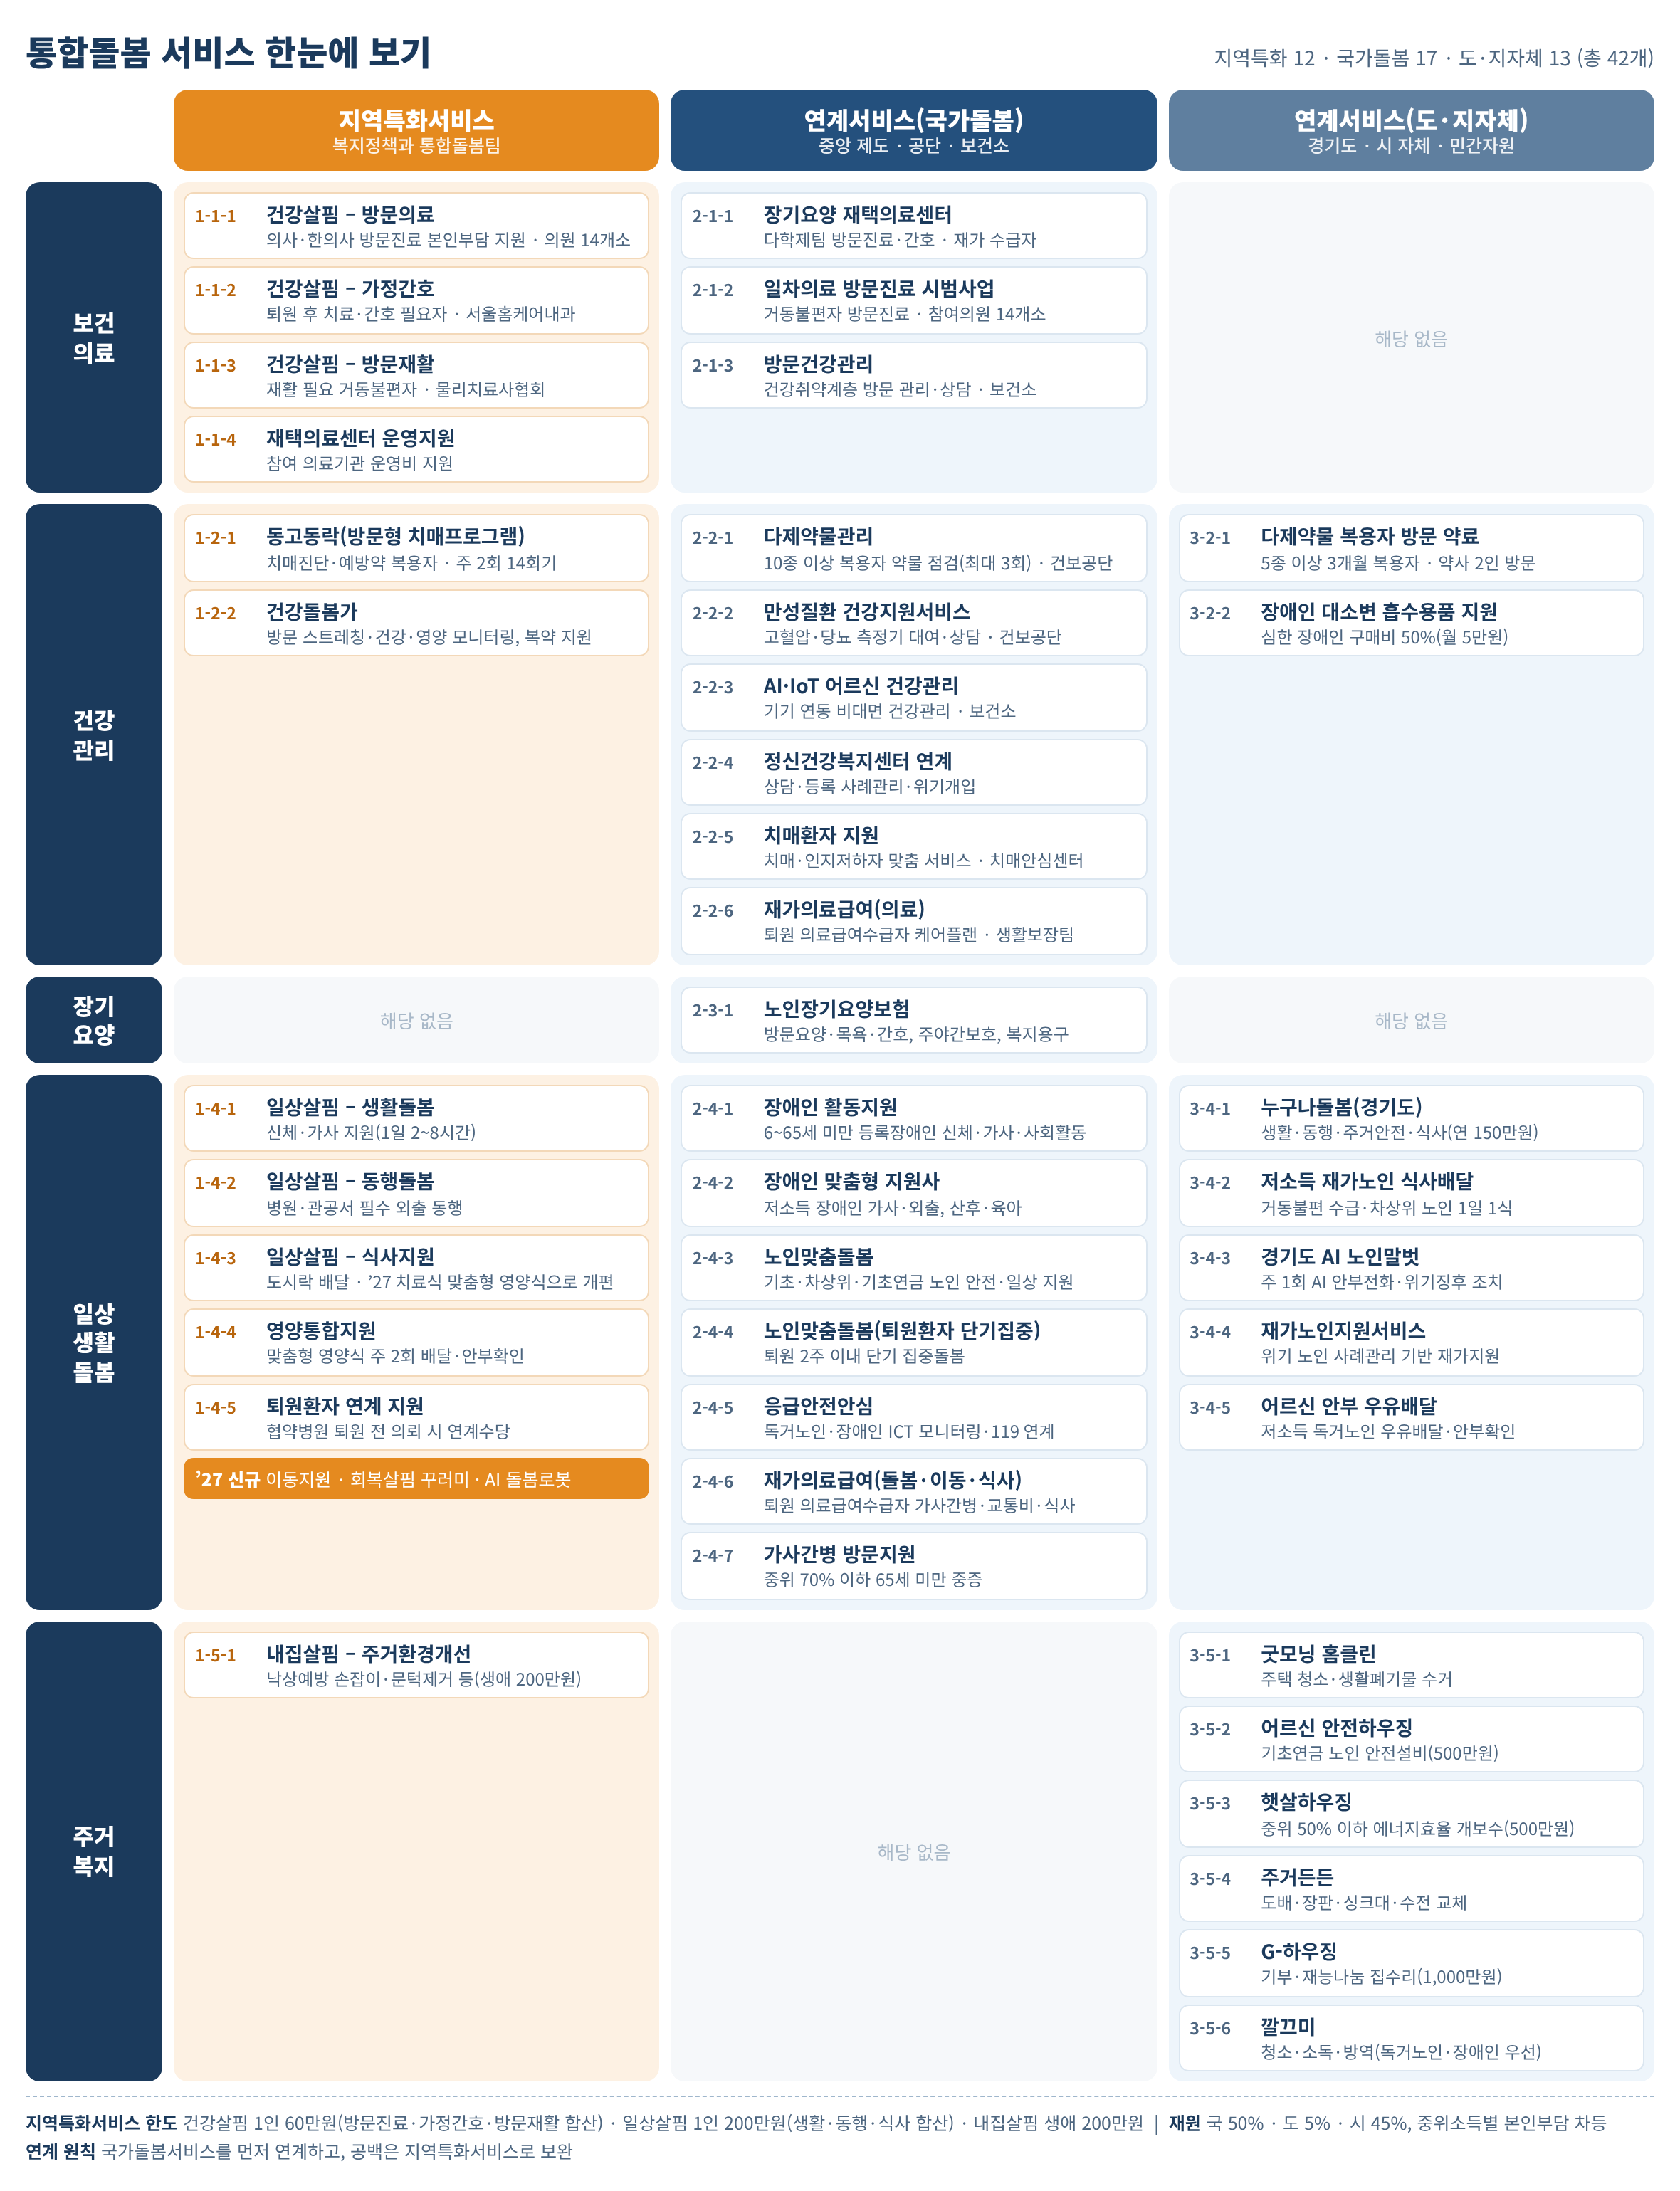 통합돌봄 서비스 한눈에 보기
지역특화 12 · 국가돌봄 17 · 도·지자체 13 (총 42개)
지역특화서비스
복지정책과 통합돌봄팀
연계서비스(국가돌봄)
중앙 제도 · 공단 · 보건소
연계서비스(도·지자체)
경기도 · 시 자체 · 민간자원
보건
의료
1-1-1 건강살핌 – 방문의료
의사·한의사 방문진료 본인부담 지원 · 의원 14개소
1-1-2 건강살핌 – 가정간호
퇴원 후 치료·간호 필요자 · 서울홈케어내과
1-1-3 건강살핌 – 방문재활
재활 필요 거동불편자 · 물리치료사협회
1-1-4 재택의료센터 운영지원
참여 의료기관 운영비 지원
2-1-1 장기요양 재택의료센터
다학제팀 방문진료·간호 · 재가 수급자
2-1-2 일차의료 방문진료 시범사업
거동불편자 방문진료 · 참여의원 14개소
2-1-3 방문건강관리
건강취약계층 방문 관리·상담 · 보건소
해당 없음
건강
관리
1-2-1 동고동락(방문형 치매프로그램)
치매진단·예방약 복용자 · 주 2회 14회기
1-2-2 건강돌봄가
방문 스트레칭·건강·영양 모니터링, 복약 지원
2-2-1 다제약물관리
10종 이상 복용자 약물 점검(최대 3회) · 건보공단
2-2-2 만성질환 건강지원서비스
고혈압·당뇨 측정기 대여·상담 · 건보공단
2-2-3 AI·IoT 어르신 건강관리
기기 연동 비대면 건강관리 · 보건소
2-2-4 정신건강복지센터 연계
상담·등록 사례관리·위기개입
2-2-5 치매환자 지원
치매·인지저하자 맞춤 서비스 · 치매안심센터
2-2-6 재가의료급여(의료)
퇴원 의료급여수급자 케어플랜 · 생활보장팀
3-2-1 다제약물 복용자 방문 약료
5종 이상 3개월 복용자 · 약사 2인 방문
3-2-2 장애인 대소변 흡수용품 지원
심한 장애인 구매비 50%(월 5만원)
장기
요양
해당 없음
2-3-1 노인장기요양보험
방문요양·목욕·간호, 주야간보호, 복지용구
해당 없음
일상
생활
돌봄
1-4-1 일상살핌 – 생활돌봄
신체·가사 지원(1일 2~8시간)
1-4-2 일상살핌 – 동행돌봄
병원·관공서 필수 외출 동행
1-4-3 일상살핌 – 식사지원
도시락 배달 · ’27 치료식 맞춤형 영양식으로 개편
1-4-4 영양통합지원
맞춤형 영양식 주 2회 배달·안부확인
1-4-5 퇴원환자 연계 지원
협약병원 퇴원 전 의뢰 시 연계수당
’27 신규 이동지원 · 회복살핌 꾸러미 · AI 돌봄로봇
2-4-1 장애인 활동지원
6~65세 미만 등록장애인 신체·가사·사회활동
2-4-2 장애인 맞춤형 지원사
저소득 장애인 가사·외출, 산후·육아
2-4-3 노인맞춤돌봄
기초·차상위·기초연금 노인 안전·일상 지원
2-4-4 노인맞춤돌봄(퇴원환자 단기집중)
퇴원 2주 이내 단기 집중돌봄
2-4-5 응급안전안심
독거노인·장애인 ICT 모니터링·119 연계
2-4-6 재가의료급여(돌봄·이동·식사)
퇴원 의료급여수급자 가사간병·교통비·식사
2-4-7 가사간병 방문지원
중위 70% 이하 65세 미만 중증
3-4-1 누구나돌봄(경기도)
생활·동행·주거안전·식사(연 150만원)
3-4-2 저소득 재가노인 식사배달
거동불편 수급·차상위 노인 1일 1식
3-4-3 경기도 AI 노인말벗
주 1회 AI 안부전화·위기징후 조치
3-4-4 재가노인지원서비스
위기 노인 사례관리 기반 재가지원
3-4-5 어르신 안부 우유배달
저소득 독거노인 우유배달·안부확인
주거
복지
1-5-1 내집살핌 – 주거환경개선
낙상예방 손잡이·문턱제거 등(생애 200만원)
해당 없음
3-5-1 굿모닝 홈클린
주택 청소·생활폐기물 수거
3-5-2 어르신 안전하우징
기초연금 노인 안전설비(500만원)
3-5-3 햇살하우징
중위 50% 이하 에너지효율 개보수(500만원)
3-5-4 주거든든
도배·장판·싱크대·수전 교체
3-5-5 G-하우징
기부·재능나눔 집수리(1,000만원)
3-5-6 깔끄미
청소·소독·방역(독거노인·장애인 우선)
지역특화서비스 한도 건강살핌 1인 60만원(방문진료·가정간호·방문재활 합산) · 일상살핌 1인 200만원(생활·동행·식사 합산) · 내집살핌 생애 200만원 | 재원 국 50% · 도 5% · 시 45%, 중위소득별 본인부담 차등
연계 원칙 국가돌봄서비스를 먼저 연계하고, 공백은 지역특화서비스로 보완